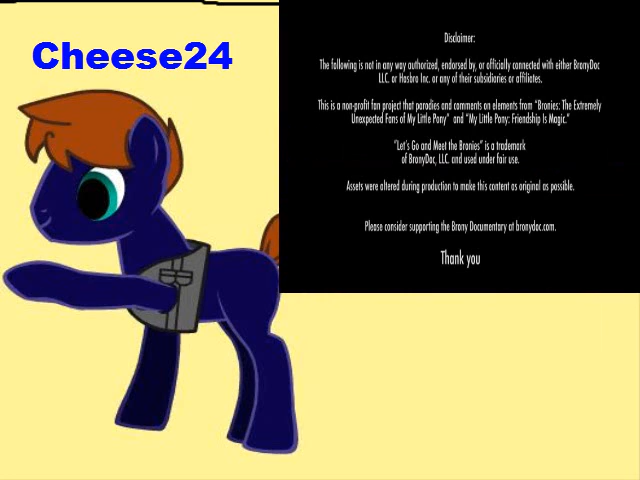 Cheese24
Disclaimer:
The following is not in any way authorized, endorsed by, or officially connected with either BronyDoc
LLC. or Hasbro Inc. or any of their subsidiaries or affiliates.
This is a non-profit fan project that parodies and comments on elements from "Bronies: The Extremely
Unexpected Fans of My Little Pony" and "My Little Pony: Friendship Is Magic."
"Let's Go and Meet the Bronies" is a trademark
of BronyDoc, LLC. and used under fair use.
Assets were altered during production to make this content as original as possible.
Please consider supporting the Brony Documentary at bronydoc.com.
Thank you